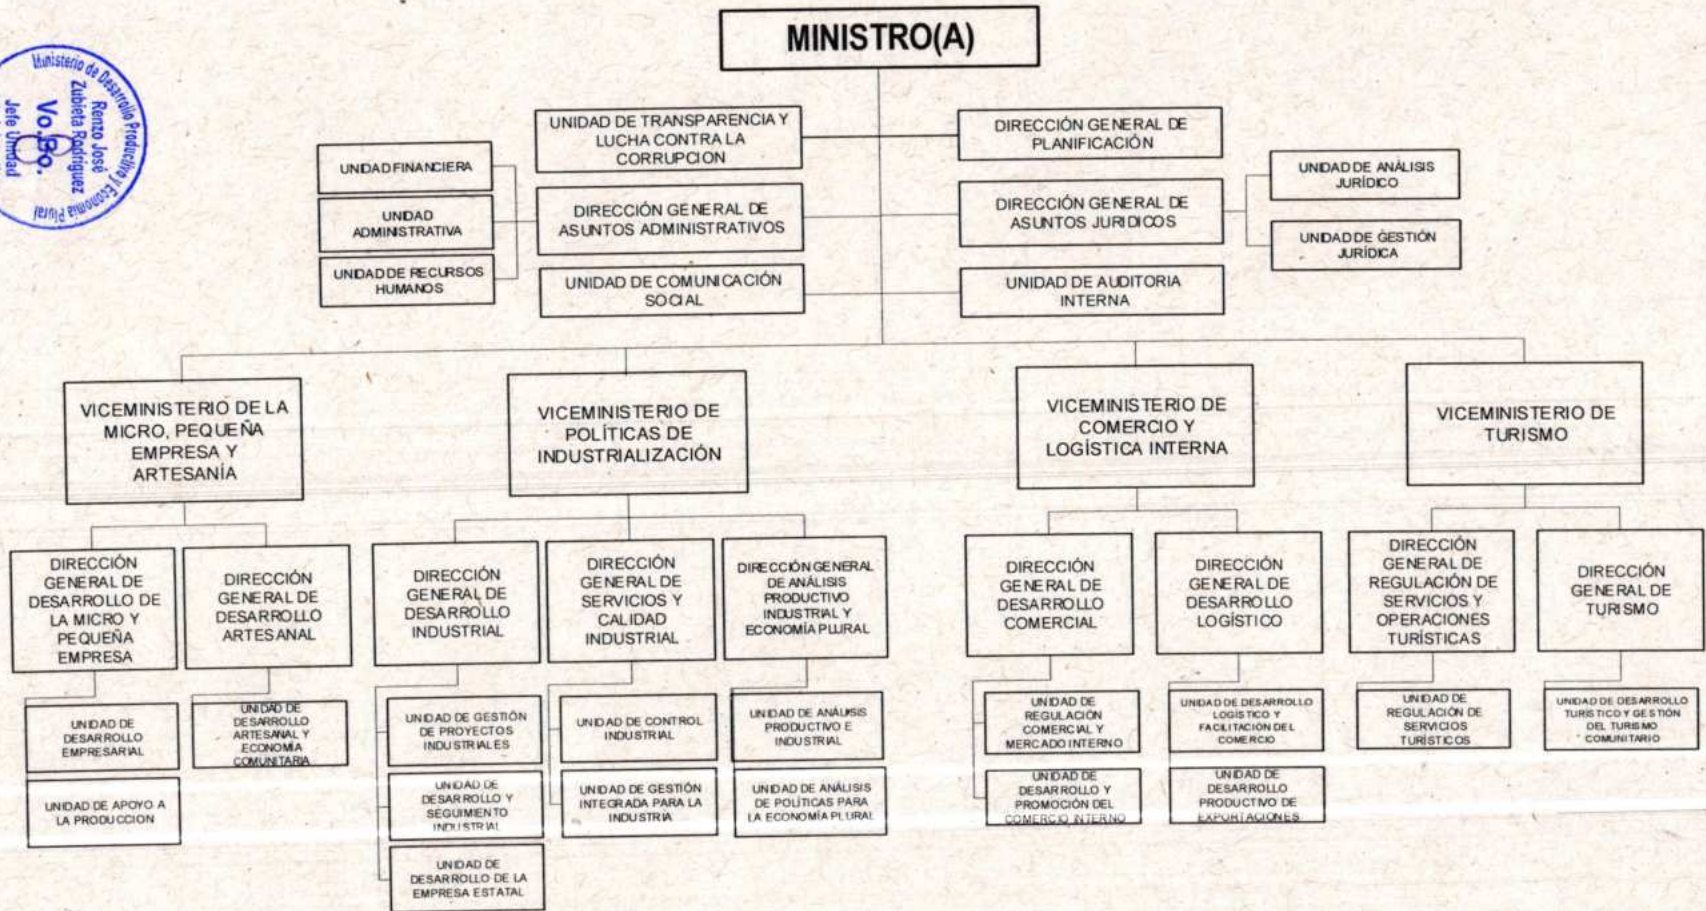 MINISTRO(A)
Ministerio de Desarrollo Productivo y Economía Plural
Renzo José
Zubieta Rodriguez
Vo.Bo.
Jefe Unidad
UNIDAD DE TRANSPARENCIA Y
LUCHA CONTRA LA
CORRUPCION
DIRECCIÓN GENERAL DE
PLANIFICACIÓN
UNIDAD FINANCIERA
UNIDAD
ADMINISTRATIVA
UNIDAD DE RECURSOS
HUMANOS
DIRECCIÓN GENERAL DE
ASUNTOS ADMINISTRATIVOS
DIRECCIÓN GENERAL DE
ASUNTOS JURIDICOS
UNIDAD DE ANÁLISIS
JURÍDICO
UNIDAD DE GESTIÓN
JURÍDICA
UNIDAD DE COMUNICACIÓN
SOCIAL
UNIDAD DE AUDITORIA
INTERNA
VICEMINISTERIO DE LA
MICRO, PEQUEÑA
EMPRESA Y
ARTESANÍA
VICEMINISTERIO DE
POLÍTICAS DE
INDUSTRIALIZACIÓN
VICEMINISTERIO DE
COMERCIO Y
LOGÍSTICA INTERNA
VICEMINISTERIO DE
TURISMO
DIRECCIÓN
GENERAL DE
DESARROLLO DE
LA MICRO Y
PEQUEÑA
EMPRESA
DIRECCIÓN
GENERAL DE
DESARROLLO
ARTESANAL
DIRECCIÓN
GENERAL DE
DESARROLLO
INDUSTRIAL
DIRECCIÓN
GENERAL DE
SERVICIOS Y
CALIDAD
INDUSTRIAL
DIRECCIÓN GENERAL
DE ANÁLISIS
PRODUCTIVO
INDUSTRIAL Y
ECONOMÍA PLURAL
DIRECCIÓN
GENERAL DE
DESARROLLO
COMERCIAL
DIRECCIÓN
GENERAL DE
DESARROLLO
LOGÍSTICO
DIRECCIÓN
GENERAL DE
REGULACIÓN DE
SERVICIOS Y
OPERACIONES
TURÍSTICAS
DIRECCIÓN
GENERAL DE
TURISMO
UNIDAD DE
DESARROLLO
EMPRESARIAL
UNIDAD DE
DESARROLLO
ARTESANAL Y
ECONOMÍA
COMUNITARIA
UNIDAD DE GESTIÓN
DE PROYECTOS
INDUSTRIALES
UNIDAD DE CONTROL
INDUSTRIAL
UNIDAD DE ANÁLISIS
PRODUCTIVO E
INDUSTRIAL
UNIDAD DE
REGULACIÓN
COMERCIAL Y
MERCADO INTERNO
UNIDAD DE DESARROLLO
LOGÍSTICO Y
FACILITACIÓN DEL
COMERCIO
UNIDAD DE
REGULACIÓN DE
SERVICIOS
TURÍSTICOS
UNIDAD DE DESARROLLO
TURISTICO Y GESTIÓN
DEL TURISMO
COMUNITARIO
UNIDAD DE APOYO A
LA PRODUCCION
UNIDAD DE
DESARROLLO Y
SEGUIMIENTO
INDUSTRIAL
UNIDAD DE GESTIÓN
INTEGRADA PARA LA
INDUSTRIA
UNIDAD DE ANÁLISIS
DE POLÍTICAS PARA
LA ECONOMÍA PLURAL
UNIDAD DE
DESARROLLO Y
PROMOCIÓN DEL
COMERCIO INTERNO
UNIDAD DE
DESARROLLO
PRODUCTIVO DE
EXPORTACIONES
UNIDAD DE
DESARROLLO DE LA
EMPRESA ESTATAL